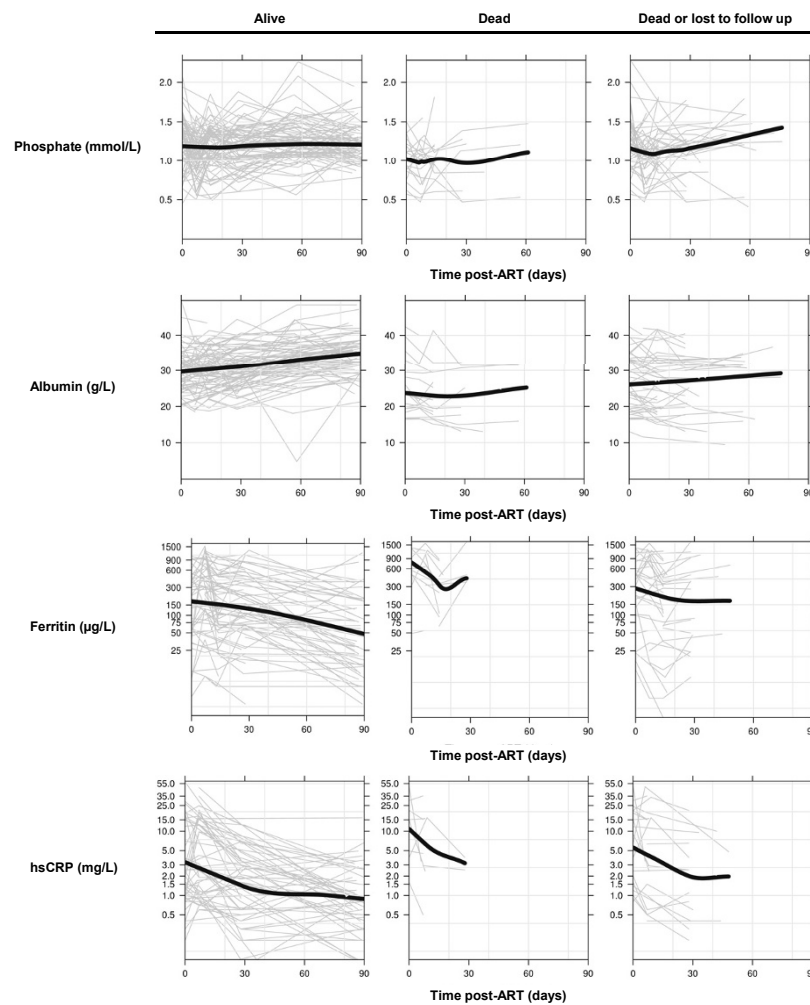 Alive Dead Dead or lost to follow up
Phosphate (mmol/L)
2.0 2.0 2.0
1.5 1.5 1.5
1.0 1.0 1.0
0.5 0.5 0.5
0 30 60 90 0 30 60 90 0 30 60 90
Time post-ART (days)
Albumin (g/L)
40 40 40
30 30 30
20 20 20
10 10 10
0 30 60 90 0 30 60 90 0 30 60 90
Time post-ART (days)
Ferritin (µg/L)
1500 1500 1500
900 900 900
600 600 600
300 300 300
150 150 150
100 100 100
75 75 75
50 50 50
25 25 25
0 30 60 90 0 30 60 90 0 30 60 90
Time post-ART (days)
hsCRP (mg/L)
55.0 55.0 55.0
35.0 35.0 35.0
25.0 25.0 25.0
15.0 15.0 15.0
10.0 10.0 10.0
5.0 5.0 5.0
3.0 3.0 3.0
2.0 2.0 2.0
1.5 1.5 1.5
1.0 1.0 1.0
0.5 0.5 0.5
0 30 60 90 0 30 60 90 0 30 60 90
Time post-ART (days)